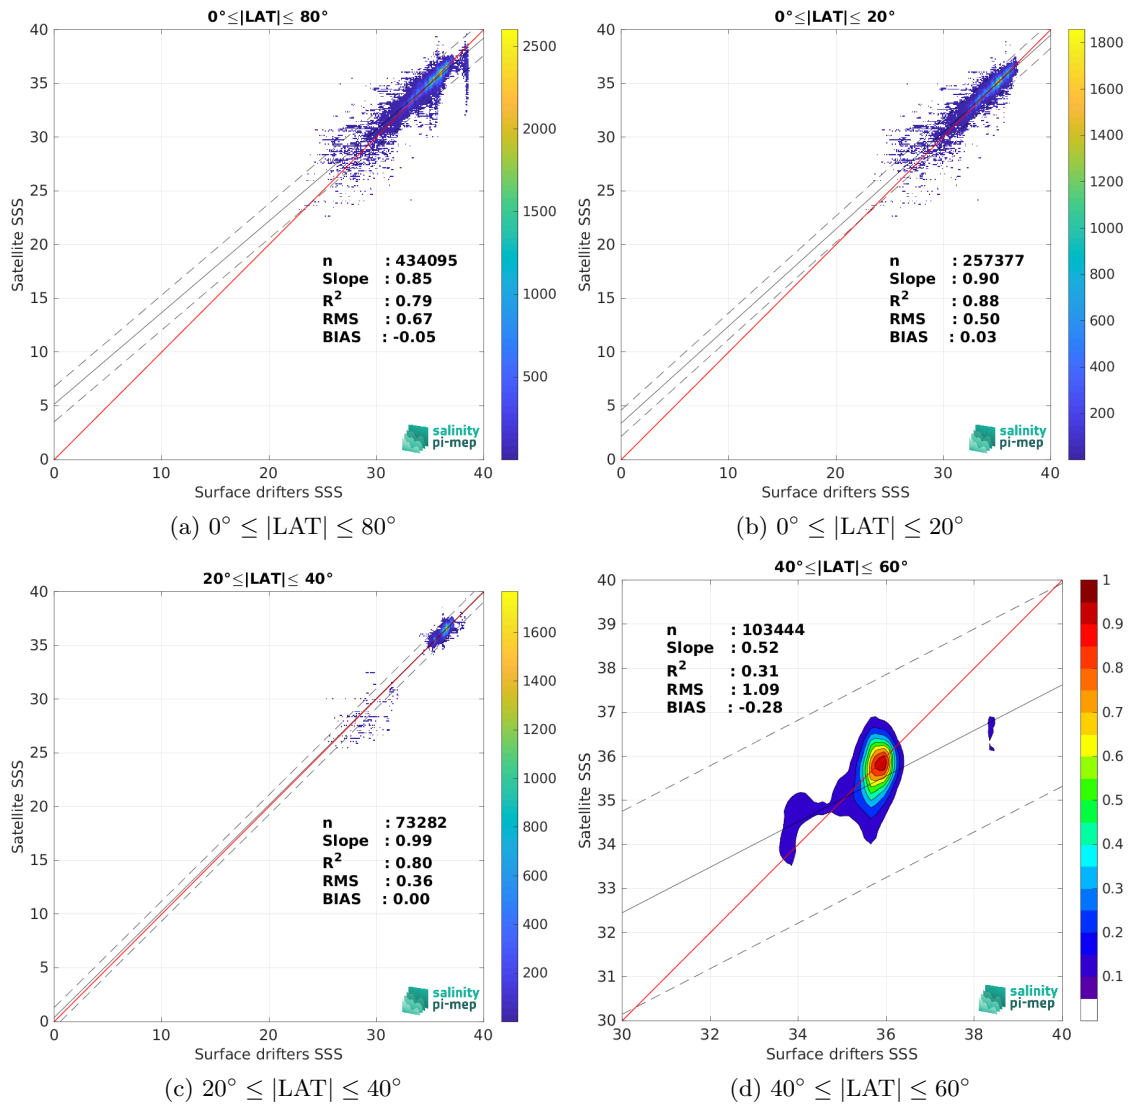 0°≤|LAT|≤ 80°
40
35
30
25
20
15
10
5
0
Satellite SSS
n : 434095
Slope : 0.85
R² : 0.79
RMS : 0.67
BIAS : -0.05
salinity
pi-mep
0 10 20 30 40
Surface drifters SSS
2500
2000
1500
1000
500
(a) 0° ≤ |LAT| ≤ 80°
0°≤|LAT|≤ 20°
40
35
30
25
20
15
10
5
0
Satellite SSS
n : 257377
Slope : 0.90
R² : 0.88
RMS : 0.50
BIAS : 0.03
salinity
pi-mep
0 10 20 30 40
Surface drifters SSS
1800
1600
1400
1200
1000
800
600
400
200
(b) 0° ≤ |LAT| ≤ 20°
20°≤|LAT|≤ 40°
40
35
30
25
20
15
10
5
0
Satellite SSS
n : 73282
Slope : 0.99
R² : 0.80
RMS : 0.36
BIAS : 0.00
salinity
pi-mep
0 10 20 30 40
Surface drifters SSS
1600
1400
1200
1000
800
600
400
200
(c) 20° ≤ |LAT| ≤ 40°
40°≤|LAT|≤ 60°
40
39
38
37
36
35
34
33
32
31
30
Satellite SSS
n : 103444
Slope : 0.52
R² : 0.31
RMS : 1.09
BIAS : -0.28
salinity
pi-mep
30 32 34 36 38 40
Surface drifters SSS
1
0.9
0.8
0.7
0.6
0.5
0.4
0.3
0.2
0.1
(d) 40° ≤ |LAT| ≤ 60°